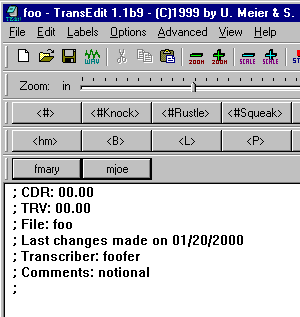 foo - TransEdit 1.1b9 - (C)1999 by U. Meier & S.
File Edit Labels Options Advanced View Help
WAV ZOOM ZOOM SCALE SCALE
Zoom: in
<#> <#Knock> <#Rustle> <#Squeak>
<hm> <B> <L> <P>
fmary mjoe
; CDR: 00.00
; TRV: 00.00
; File: foo
; Last changes made on 01/20/2000
; Transcriber: foofer
; Comments: notional
;